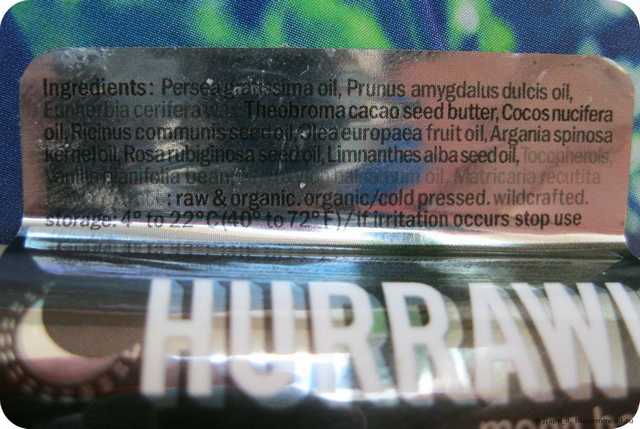 Ingredients: Persea gratissima oil, Prunus amygdalus dulcis oil,
Euphorbia cerifera wax, Theobroma cacao seed butter, Cocos nucifera
oil, Ricinus communis seed oil, Olea europaea fruit oil, Argania spinosa
kernel oil, Rosa rubiginosa seed oil, Limnanthes alba seed oil, Tocopherols,
Vanilla planifolia bean oil. Matricaria recutita
: raw & organic. organic/cold pressed. wildcrafted.
storage: 4° to 22°C (40° to 72°F) / if irritation occurs stop use
HURRAW